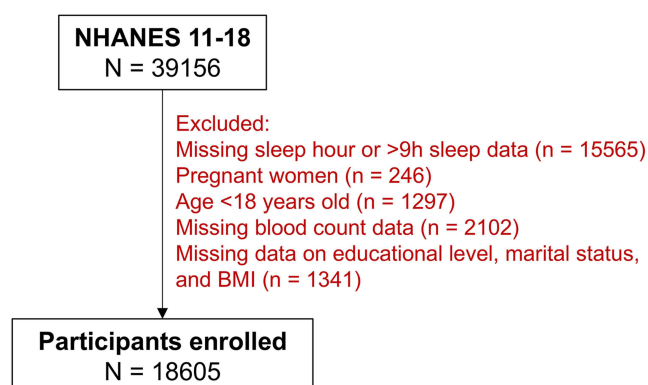 NHANES 11-18
N = 39156
Excluded:
Missing sleep hour or >9h sleep data (n = 15565)
Pregnant women (n = 246)
Age <18 years old (n = 1297)
Missing blood count data (n = 2102)
Missing data on educational level, marital status,
and BMI (n = 1341)
Participants enrolled
N = 18605